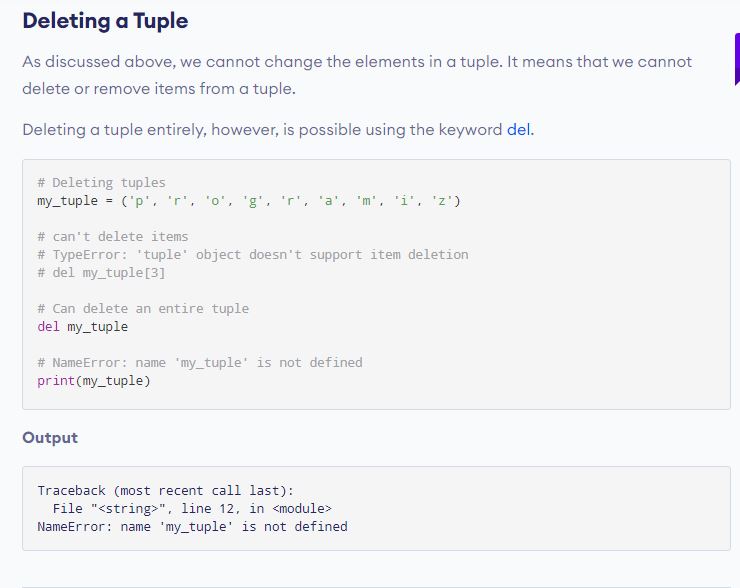 Deleting a Tuple
As discussed above, we cannot change the elements in a tuple. It means that we cannot
delete or remove items from a tuple.
Deleting a tuple entirely, however, is possible using the keyword del.
# Deleting tuples
my_tuple = ('p', 'r', 'o', 'g', 'r', 'a', 'm', 'i', 'z')
# can't delete items
# TypeError: 'tuple' object doesn't support item deletion
# del my_tuple[3]
# Can delete an entire tuple
del my_tuple
# NameError: name 'my_tuple' is not defined
print(my_tuple)
Output
Traceback (most recent call last):
  File "<string>", line 12, in <module>
NameError: name 'my_tuple' is not defined